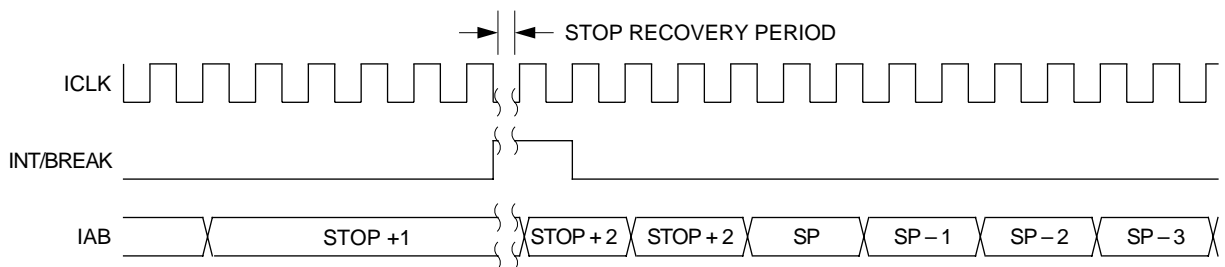 STOP RECOVERY PERIOD
ICLK
INT/BREAK
IAB STOP +1 STOP + 2 STOP + 2 SP SP – 1 SP – 2 SP – 3